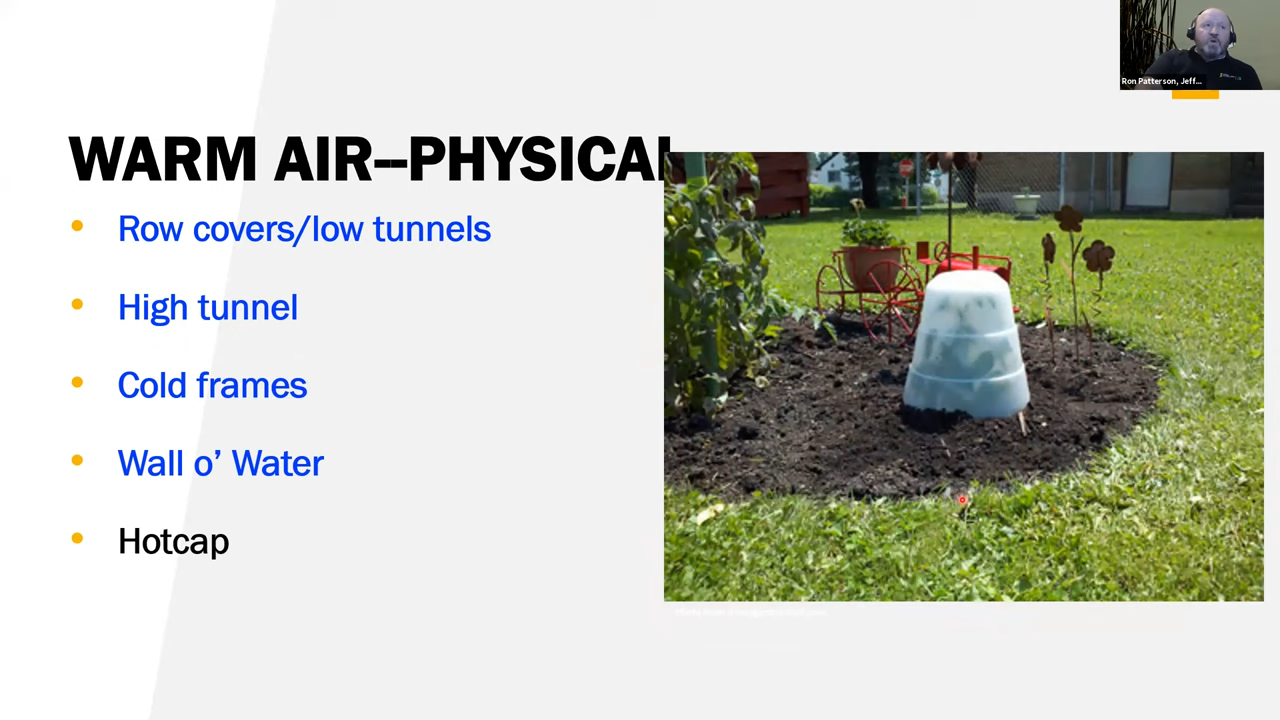 Ron Patterson, Jeff...
WARM AIR--PHYSICAL
Row covers/low tunnels
High tunnel
Cold frames
Wall o’ Water
Hotcap